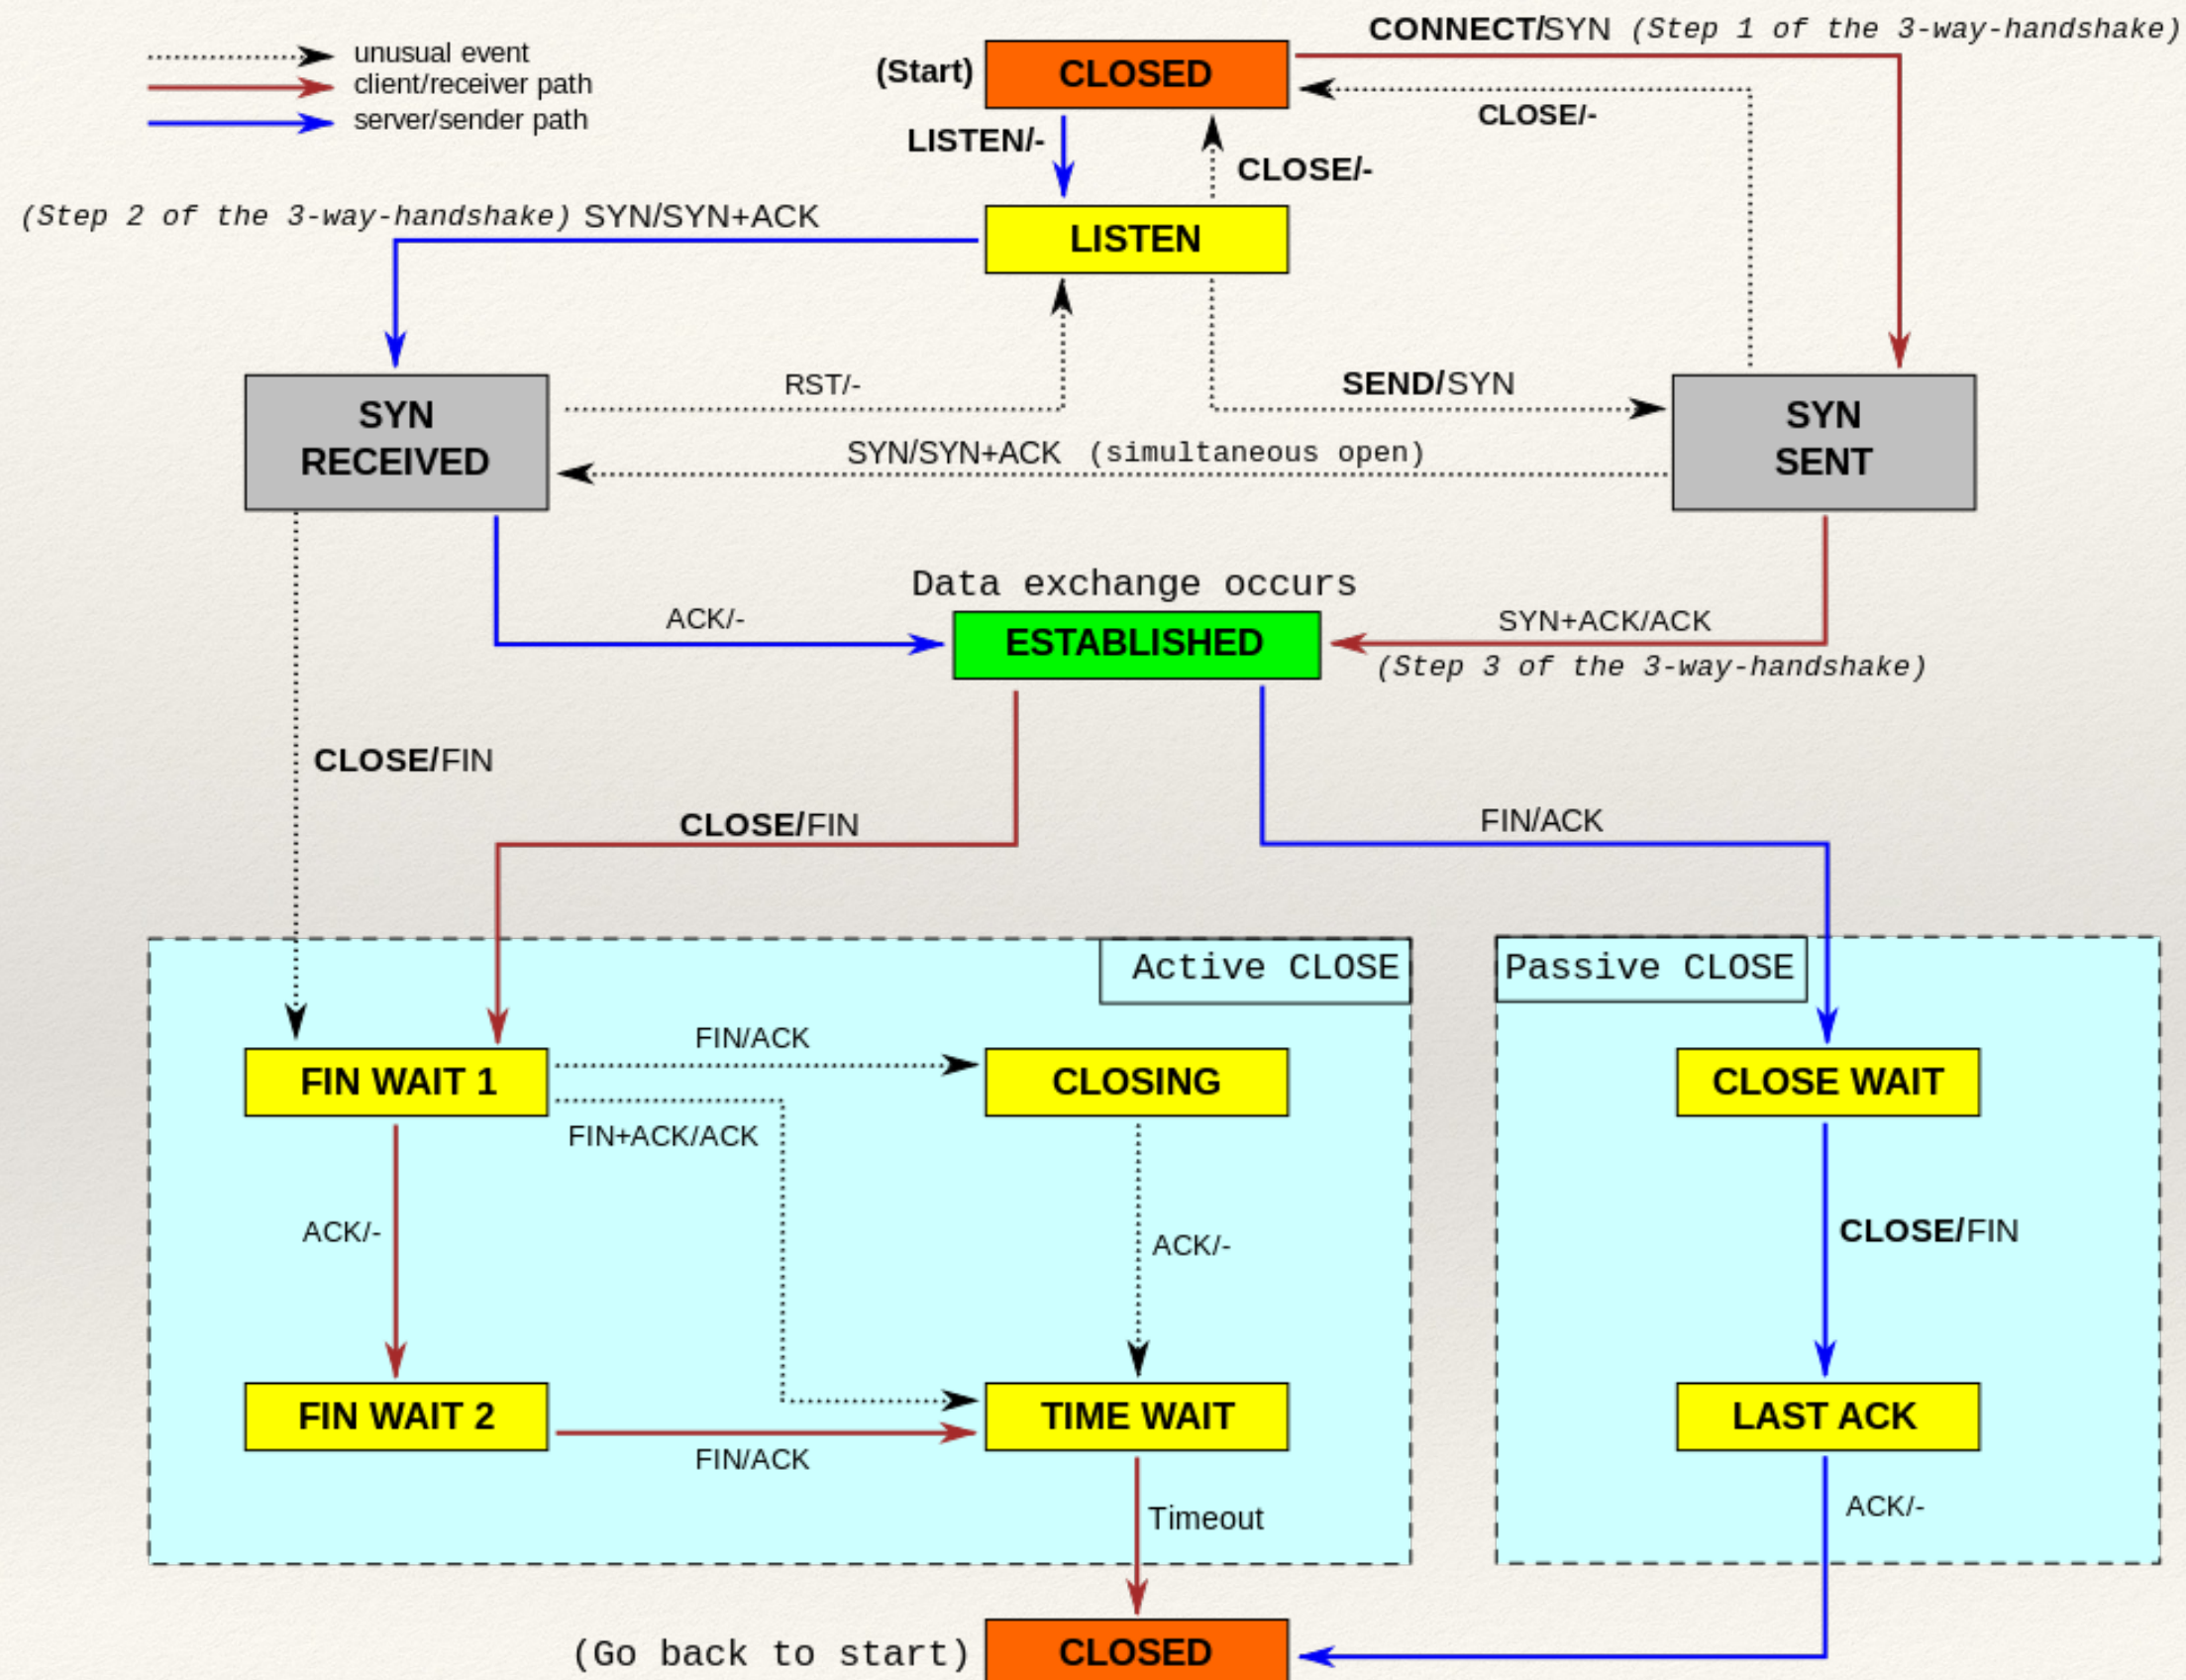 CONNECT/SYN (Step 1 of the 3-way-handshake)
unusual event
client/receiver path
server/sender path
(Start)
CLOSED
CLOSE/-
LISTEN/-
CLOSE/-
(Step 2 of the 3-way-handshake) SYN/SYN+ACK
LISTEN
RST/-
SEND/SYN
SYN
RECEIVED
SYN
SENT
SYN/SYN+ACK (simultaneous open)
Data exchange occurs
ACK/-
ESTABLISHED
SYN+ACK/ACK
(Step 3 of the 3-way-handshake)
CLOSE/FIN
CLOSE/FIN
FIN/ACK
Active CLOSE
Passive CLOSE
FIN/ACK
FIN WAIT 1
CLOSING
CLOSE WAIT
FIN+ACK/ACK
ACK/-
ACK/-
CLOSE/FIN
FIN WAIT 2
TIME WAIT
LAST ACK
FIN/ACK
Timeout
ACK/-
(Go back to start)
CLOSED